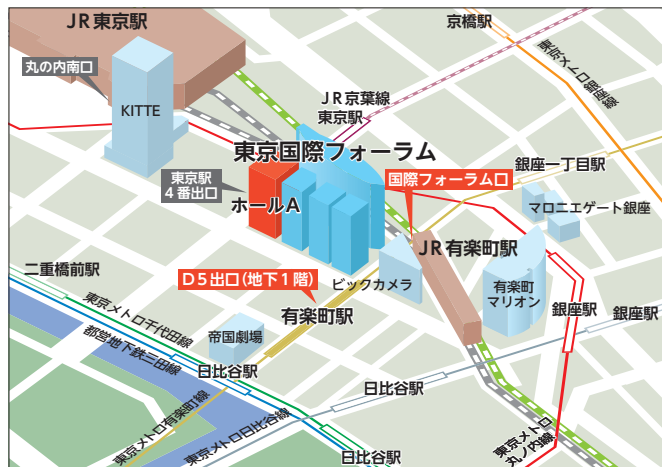 JR東京駅
京橋駅
丸の内南口
東京メトロ銀座線
KITTE
JR京葉線
東京駅
東京国際フォーラム
銀座一丁目駅
東京駅
4番出口
国際フォーラム口
ホールA
マロニエゲート銀座
JR有楽町駅
二重橋前駅
D5出口(地下1階)
ビックカメラ
有楽町
マリオン
東京メトロ千代田線
有楽町駅
銀座駅
銀座駅
都営地下鉄三田線
帝国劇場
日比谷駅
日比谷駅
東京メトロ有楽町線
東京メトロ日比谷線
東京メトロ
丸ノ内線
日比谷駅